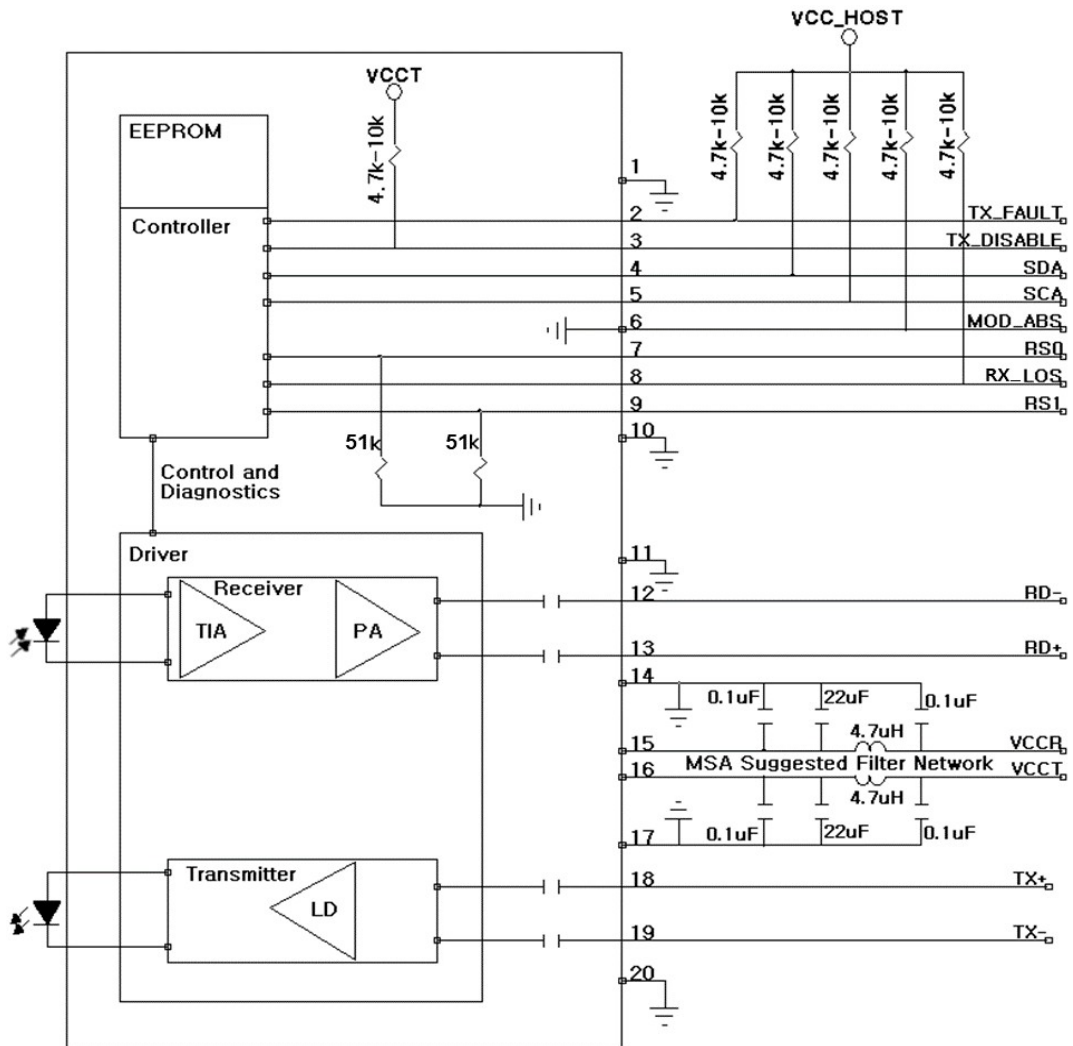 VCC_HOST
VCCT
4.7k-10k
4.7k-10k
4.7k-10k
4.7k-10k
4.7k-10k
4.7k-10k
EEPROM
Controller
1
2 TX_FAULT
3 TX_DISABLE
4 SDA
5 SCA
6 MOD_ABS
7 RS0
8 RX_LOS
9 RS1
10
51k 51k
Control and
Diagnostics
Driver
11
Receiver
TIA PA
12 RD-
13 RD+
14
0.1uF 22uF 0.1uF
4.7uH
15 VCCR
MSA Suggested Filter Network
16 VCCT
4.7uH
0.1uF 22uF 0.1uF
17
Transmitter
LD
18 TX+
19 TX-
20